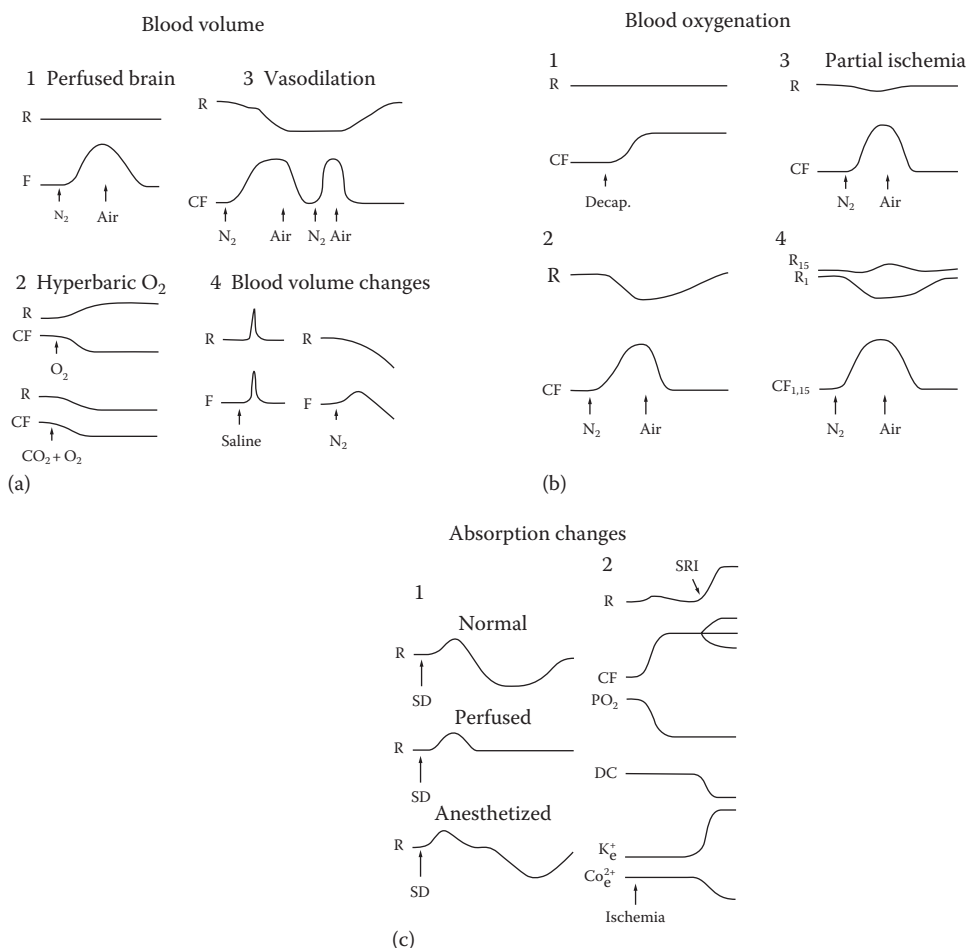 Blood volume
1 Perfused brain
R
F
N₂
Air
3 Vasodilation
R
CF
N₂
Air
N₂
Air
2 Hyperbaric O₂
R
CF
O₂
R
CF
CO₂ + O₂
4 Blood volume changes
R
R
F
F
Saline
N₂
(a)
Blood oxygenation
1
R
CF
Decap.
3
Partial ischemia
R
CF
N₂
Air
2
R
CF
N₂
Air
4
R₁₅
R₁
CF₁,₁₅
N₂
Air
(b)
Absorption changes
1
Normal
R
SD
Perfused
R
SD
Anesthetized
R
SD
2
SRI
R
CF
PO₂
DC
K⁺ₑ
Co²⁺ₑ
Ischemia
(c)